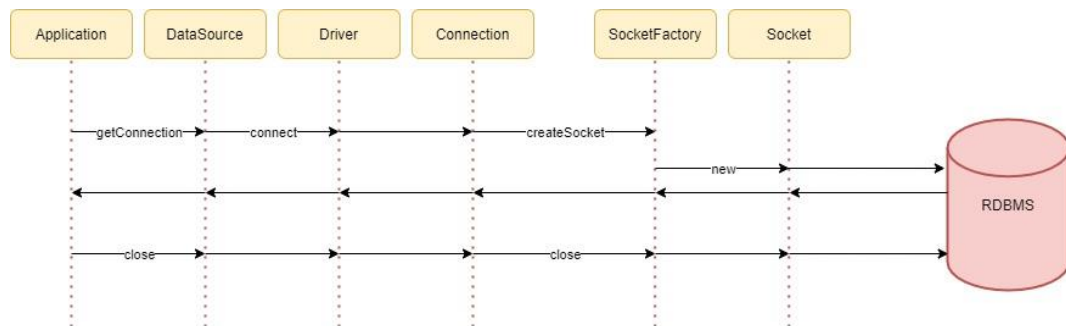 Application
DataSource
Driver
Connection
SocketFactory
Socket
getConnection
connect
createSocket
new
RDBMS
close
close